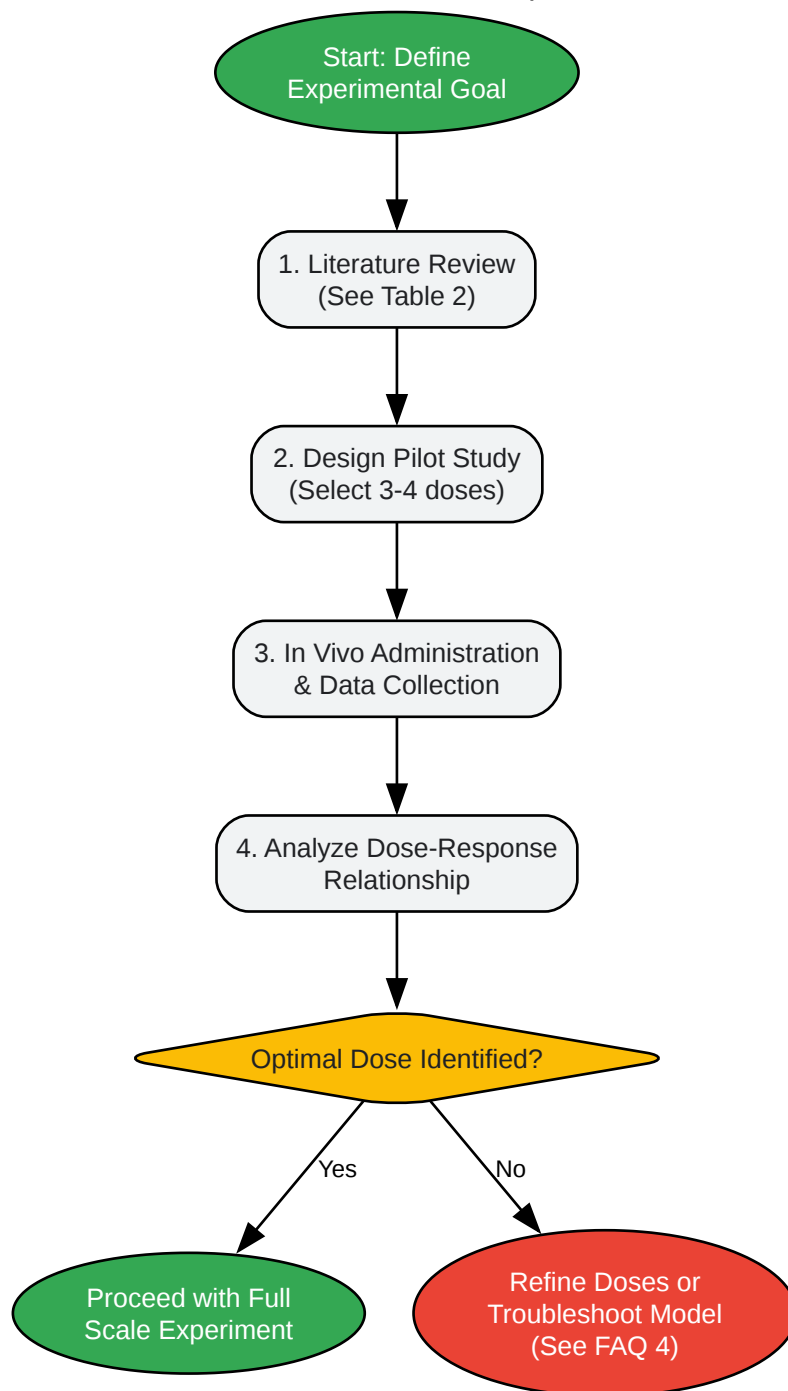 Start: Define
Experimental Goal
1. Literature Review
(See Table 2)
2. Design Pilot Study
(Select 3-4 doses)
3. In Vivo Administration
& Data Collection
4. Analyze Dose-Response
Relationship
Optimal Dose Identified?
Yes
No
Proceed with Full
Scale Experiment
Refine Doses or
Troubleshoot Model
(See FAQ 4)